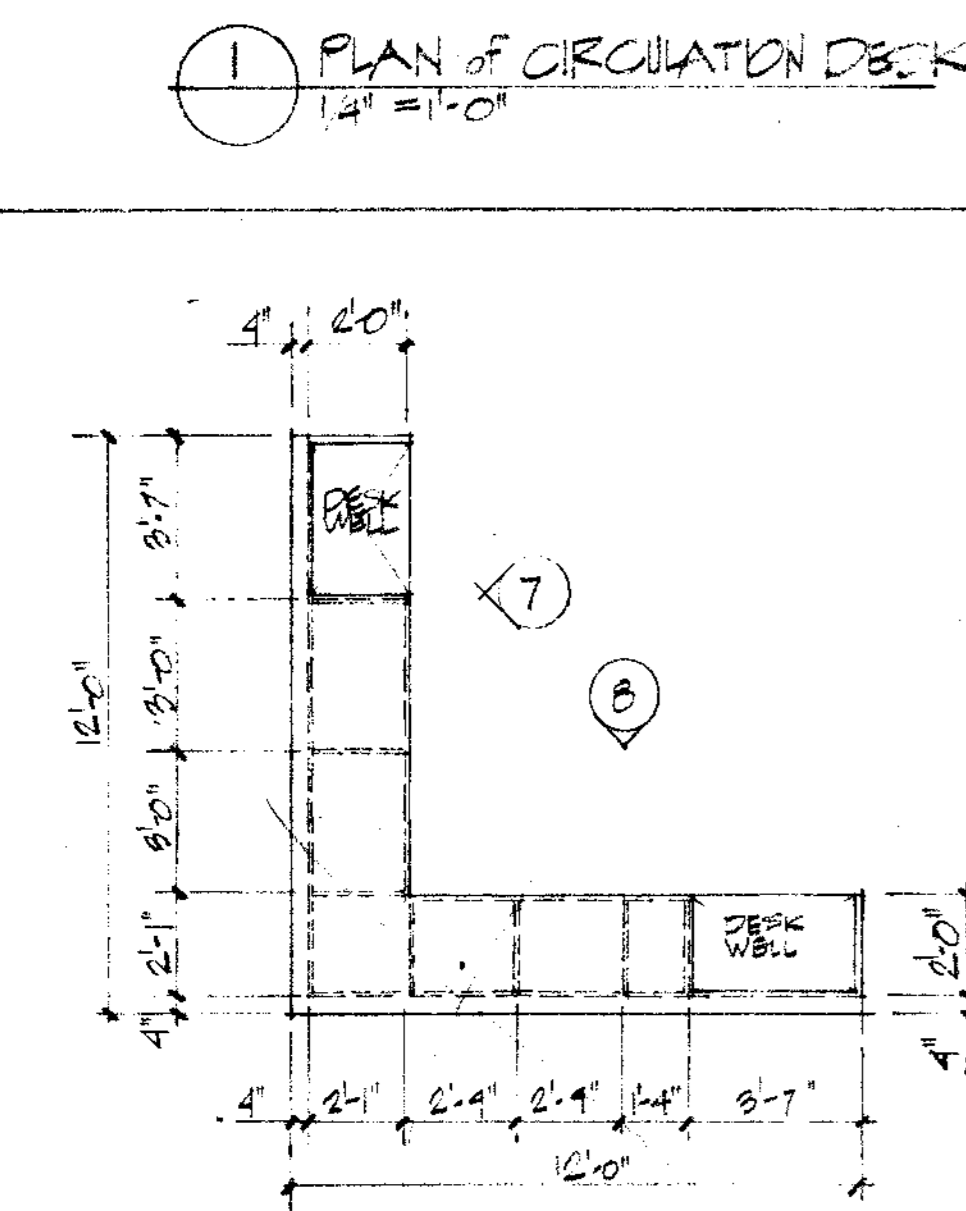 1 PLAN of CIRCULATION DESK
1/4" = 1'-0"
4" 2'-0"
3'-7"
3'-0"
3'-0"
2'-1"
4"
12'-0"
DESK
WELL
7
8
DESK
WELL
2'-0"
4"
4" 2'-1" 2'-4" 2'-4" 1'-4" 3'-7"
12'-0"